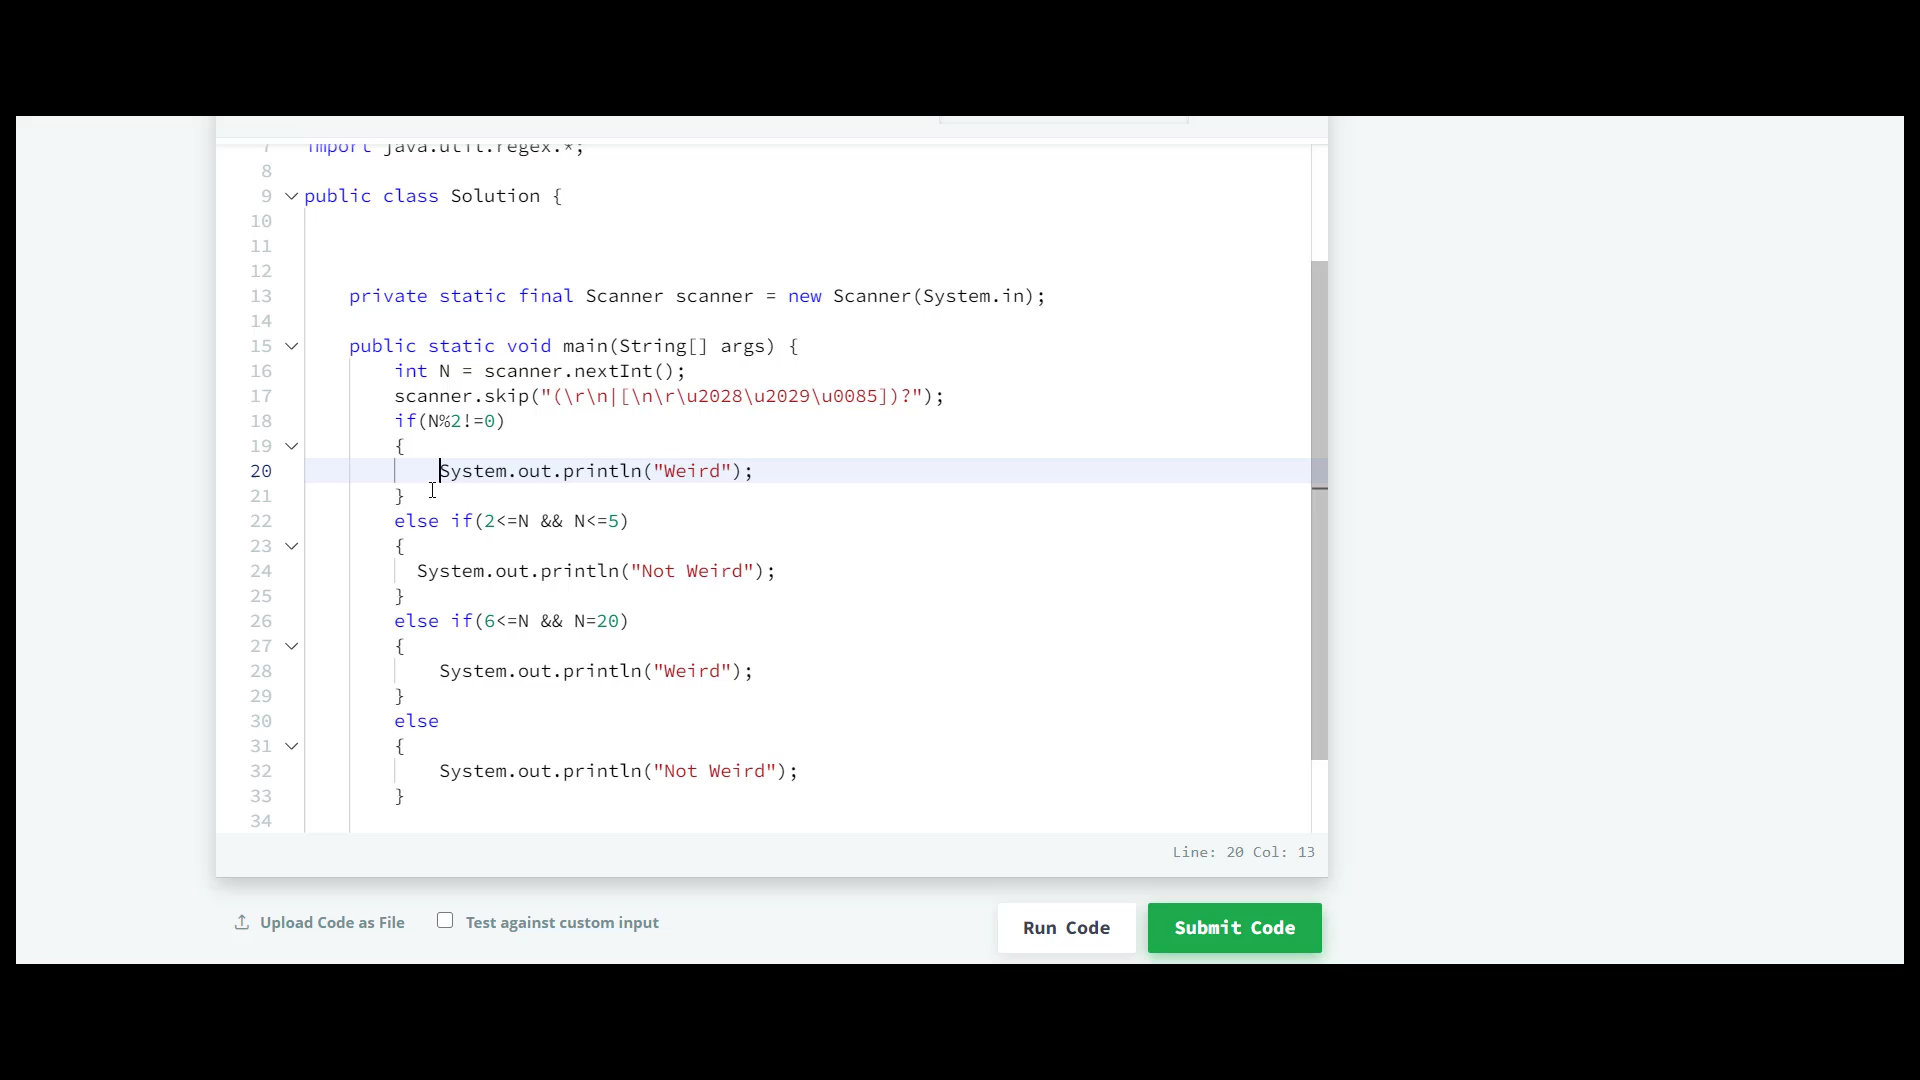 7 import java.util.regex.*;
8
9 public class Solution {
10
11
12
13 private static final Scanner scanner = new Scanner(System.in);
14
15 public static void main(String[] args) {
16 int N = scanner.nextInt();
17 scanner.skip("(\r\n|[\n\r\u2028\u2029\u0085])?");
18 if(N%2!=0)
19 {
20 System.out.println("Weird");
21 }
22 else if(2<=N && N<=5)
23 {
24 System.out.println("Not Weird");
25 }
26 else if(6<=N && N=20)
27 {
28 System.out.println("Weird");
29 }
30 else
31 {
32 System.out.println("Not Weird");
33 }
34
Line: 20 Col: 13
Upload Code as File Test against custom input Run Code Submit Code